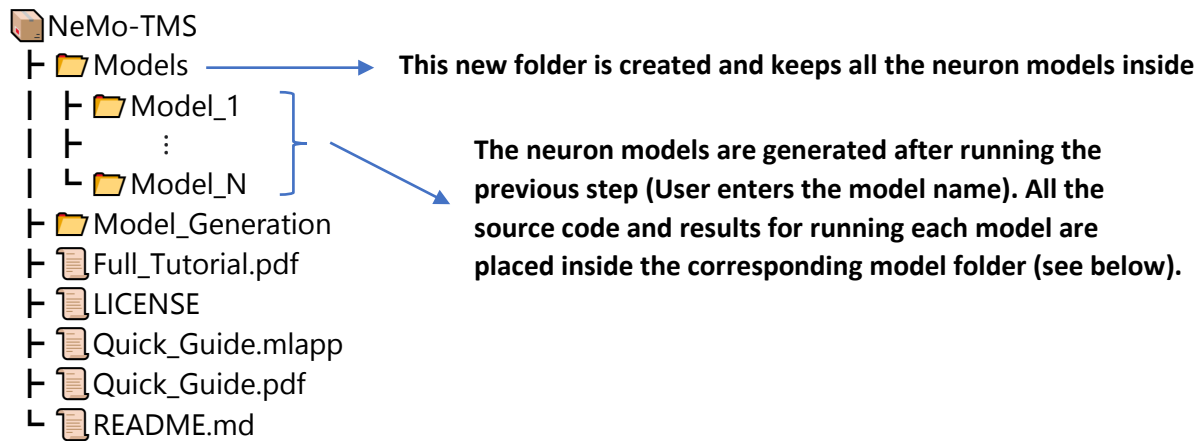 NeMo-TMS
Models
This new folder is created and keeps all the neuron models inside
Model_1
⋮
Model_N
The neuron models are generated after running the
previous step (User enters the model name). All the
source code and results for running each model are
placed inside the corresponding model folder (see below).
Model_Generation
Full_Tutorial.pdf
LICENSE
Quick_Guide.mlapp
Quick_Guide.pdf
README.md